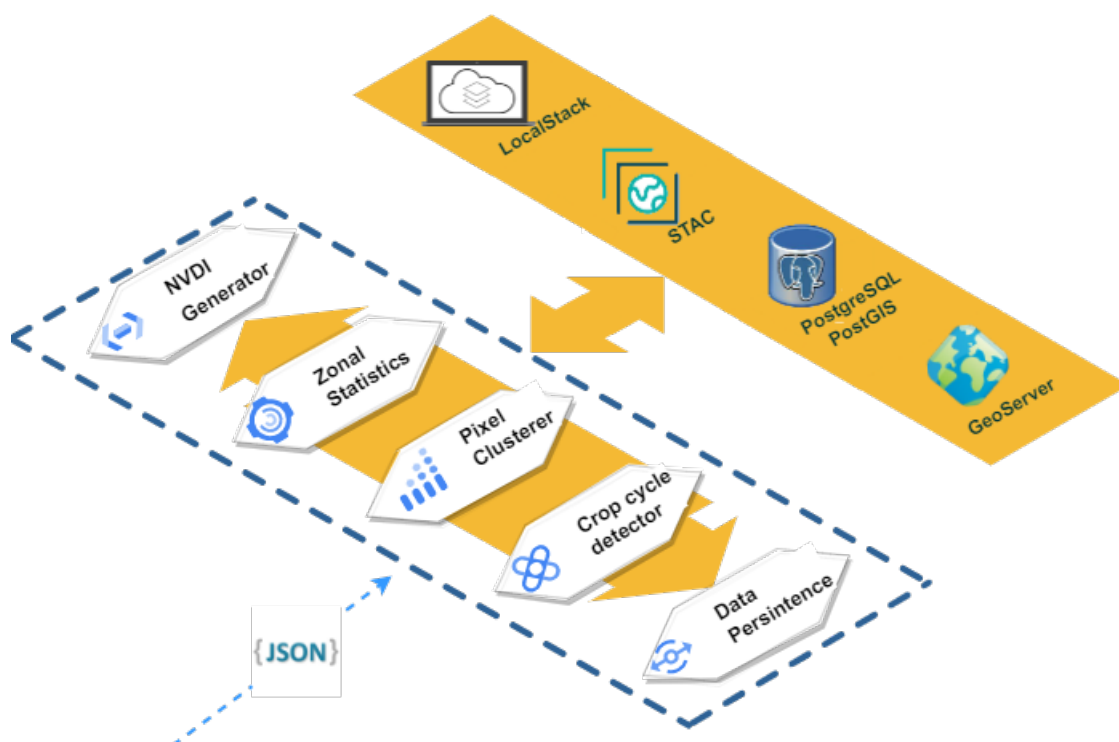 LocalStack
STAC
PostgreSQL
PostGIS
GeoServer
NVDI
Generator
Zonal
Statistics
Pixel
Clusterer
Crop cycle
detector
Data
Persintence
{JSON}